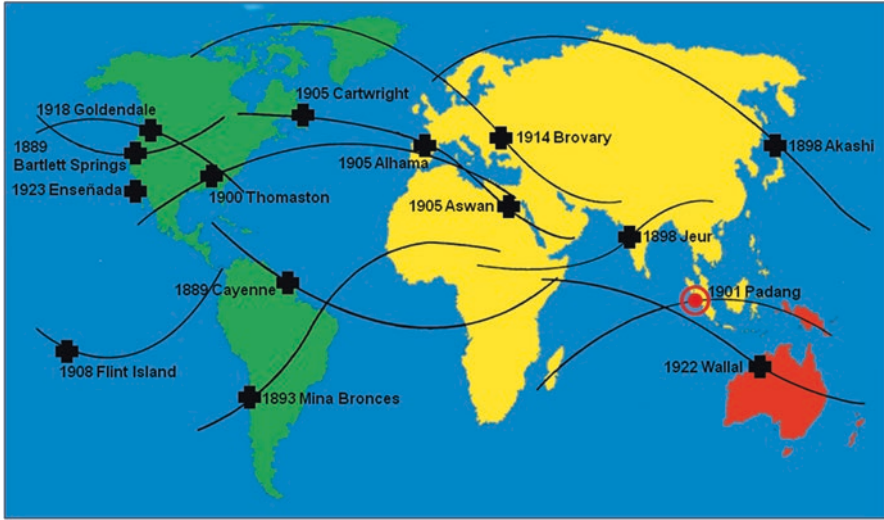 1905 Cartwright
1918 Goldendale
1889
Bartlett Springs
1905 Alhama
1914 Brovary
1898 Akashi
1923 Enseñada
1900 Thomaston
1905 Aswan
1898 Jeur
1889 Cayenne
1901 Padang
1908 Flint Island
1922 Wallal
1893 Mina Bronces